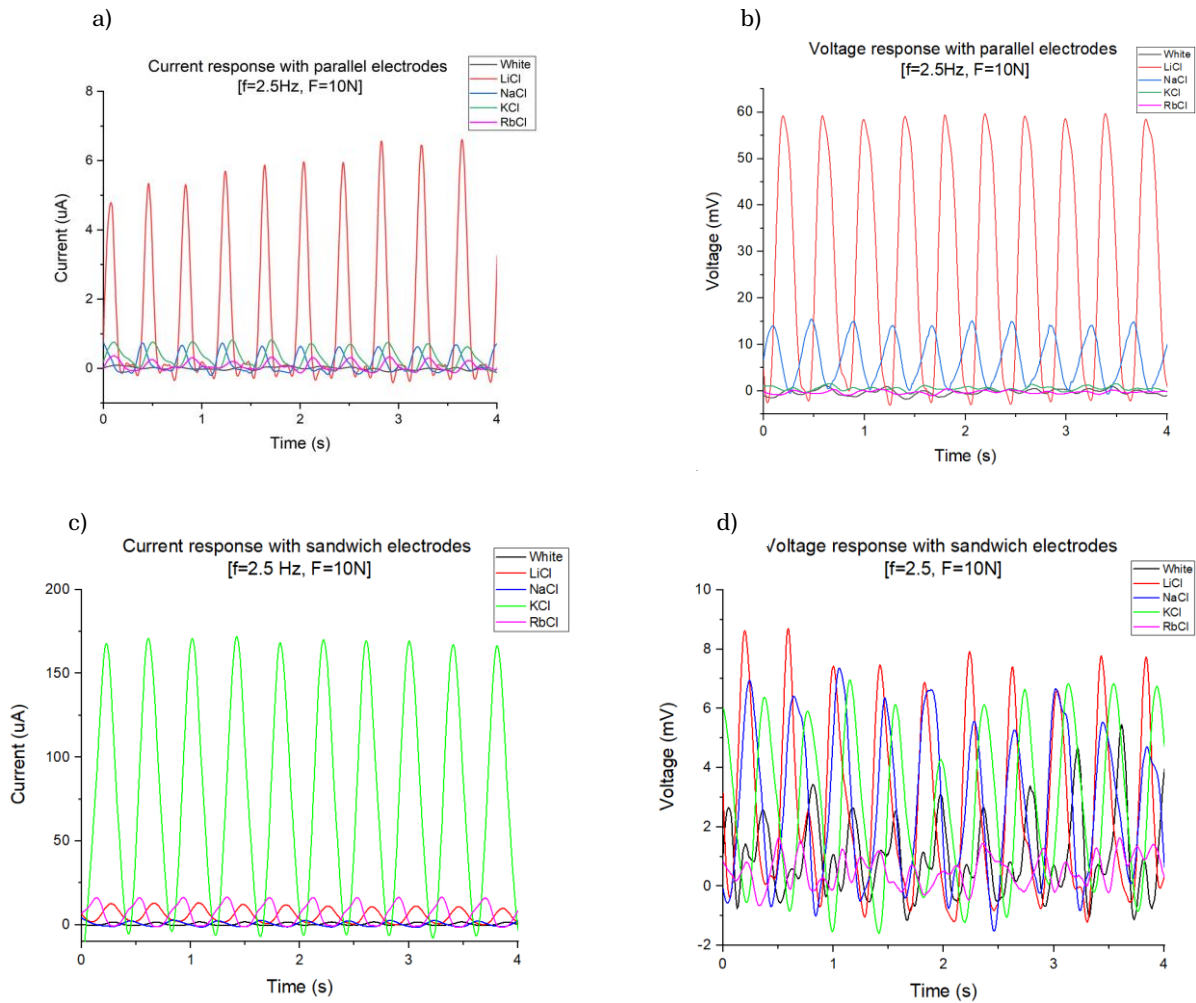 a)
Current response with parallel electrodes
[f=2.5Hz, F=10N]
White
LiCl
NaCl
KCl
RbCl
8
6
4
2
0
Current (uA)
0
1
2
3
4
Time (s)
b)
Voltage response with parallel electrodes
[f=2.5Hz, F=10N]
White
LiCl
NaCl
KCl
RbCl
60
50
40
30
20
10
0
Voltage (mV)
0
1
2
3
4
Time (s)
c)
Current response with sandwich electrodes
[f=2.5 Hz, F=10N]
White
LiCl
NaCl
KCl
RbCl
200
150
100
50
0
Current (uA)
0
1
2
3
4
Time (s)
d)
√oltage response with sandwich electrodes
[f=2.5, F=10N]
White
LiCl
NaCl
KCl
RbCl
10
8
6
4
2
0
-2
Voltage (mV)
0
1
2
3
4
Time (s)